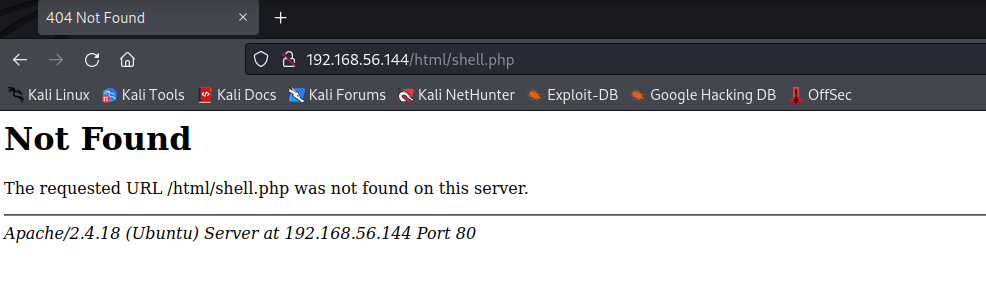 404 Not Found
192.168.56.144/html/shell.php
Kali Linux Kali Tools Kali Docs Kali Forums Kali NetHunter Exploit-DB Google Hacking DB OffSec
Not Found
The requested URL /html/shell.php was not found on this server.
Apache/2.4.18 (Ubuntu) Server at 192.168.56.144 Port 80